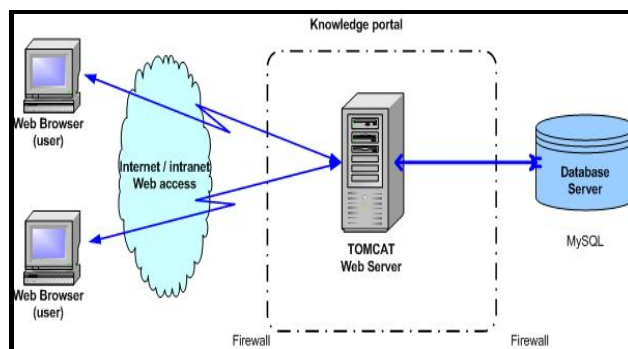 Knowledge portal
Web Browser
(user)
Internet / intranet
Web access
Web Browser
(user)
TOMCAT
Web Server
Database
Server
MySQL
Firewall
Firewall